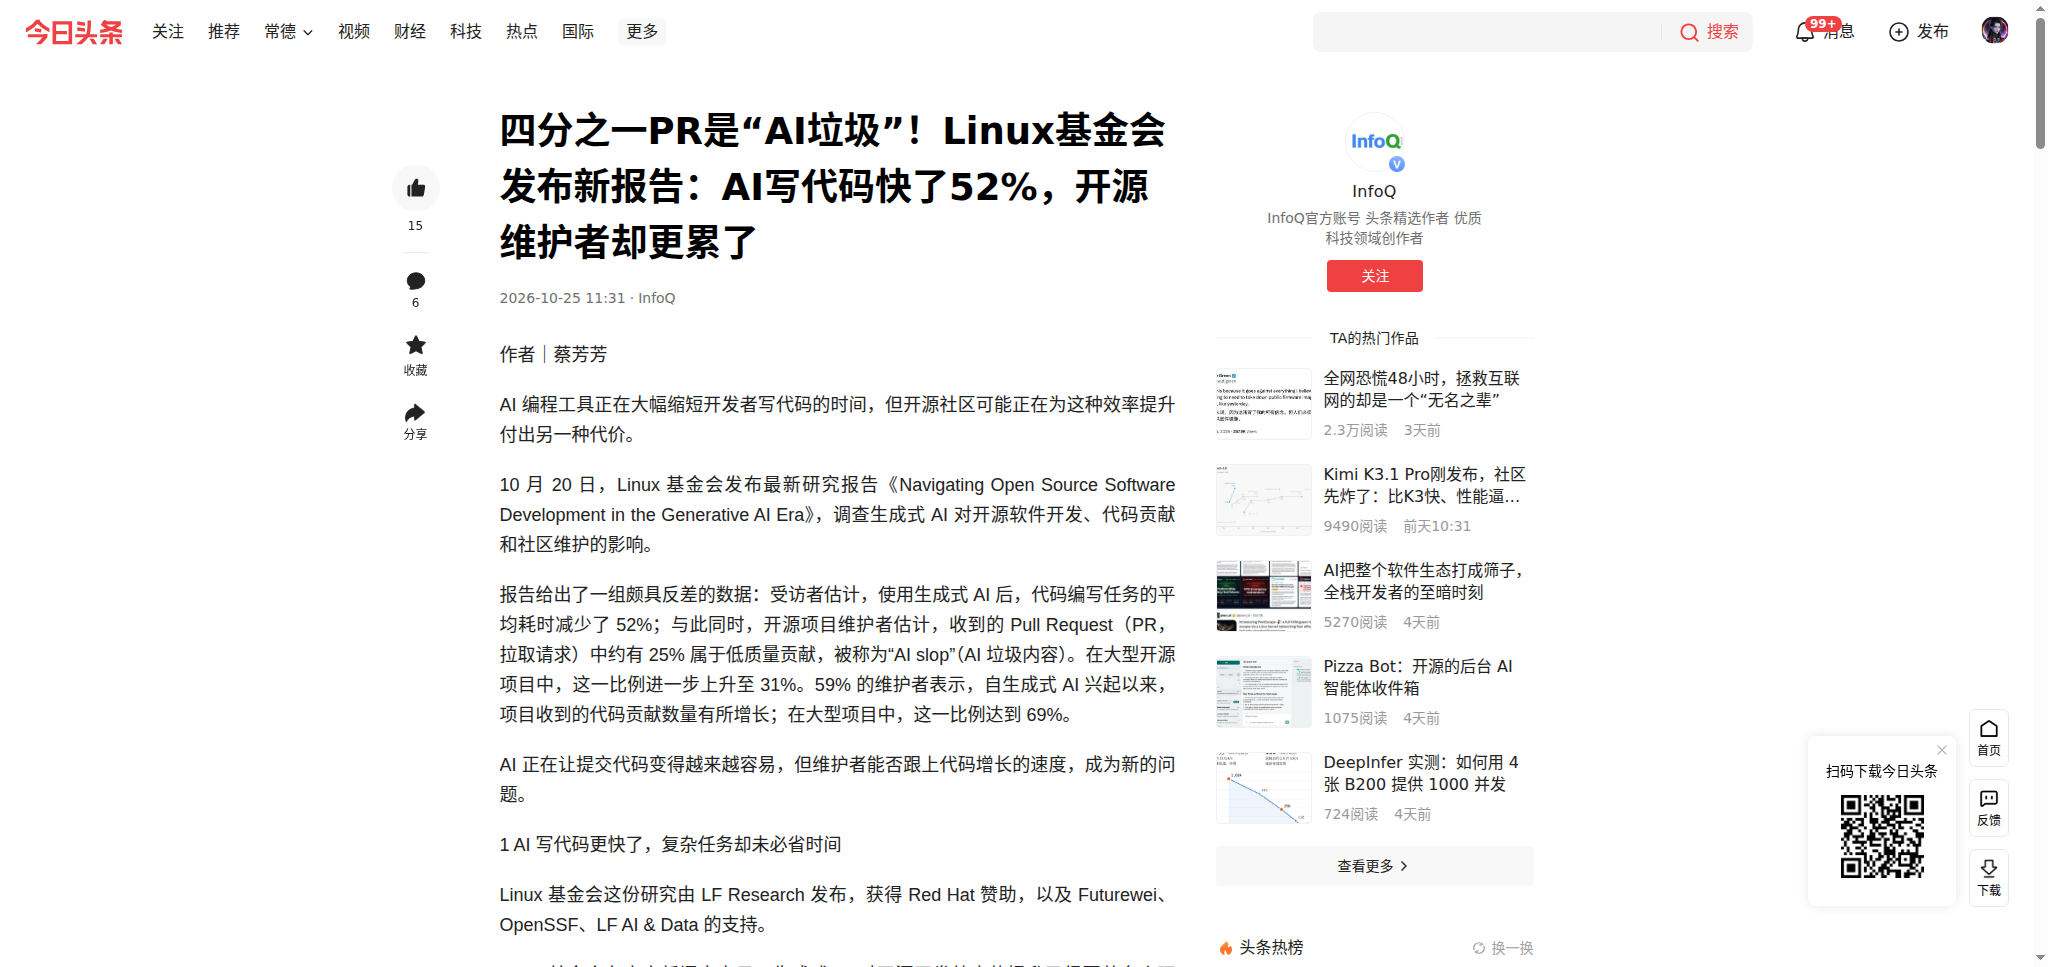 今日头条
关注 推荐 常德 视频 财经 科技 热点 国际 更多
搜索
99+
消息
发布
四分之一PR是“AI垃圾”！Linux基金会
发布新报告：AI写代码快了52%，开源
维护者却更累了
2026-10-25 11:31 · InfoQ
15
6
收藏
分享
作者｜蔡芳芳
AI 编程工具正在大幅缩短开发者写代码的时间，但开源社区可能正在为这种效率提升
付出另一种代价。
10 月 20 日，Linux 基金会发布最新研究报告《Navigating Open Source Software
Development in the Generative AI Era》，调查生成式 AI 对开源软件开发、代码贡献
和社区维护的影响。
报告给出了一组颇具反差的数据：受访者估计，使用生成式 AI 后，代码编写任务的平
均耗时减少了 52%；与此同时，开源项目维护者估计，收到的 Pull Request（PR，
拉取请求）中约有 25% 属于低质量贡献，被称为“AI slop”（AI 垃圾内容）。在大型开源
项目中，这一比例进一步上升至 31%。59% 的维护者表示，自生成式 AI 兴起以来，
项目收到的代码贡献数量有所增长；在大型项目中，这一比例达到 69%。
AI 正在让提交代码变得越来越容易，但维护者能否跟上代码增长的速度，成为新的问
题。
1 AI 写代码更快了，复杂任务却未必省时间
Linux 基金会这份研究由 LF Research 发布，获得 Red Hat 赞助，以及 Futurewei、
OpenSSF、LF AI & Data 的支持。
InfoQ
V
InfoQ
InfoQ官方账号 头条精选作者 优质
科技领域创作者
关注
TA的热门作品
全网恐慌48小时，拯救互联
网的却是一个“无名之辈”
2.3万阅读 3天前
Kimi K3.1 Pro刚发布，社区
先炸了：比K3快、性能逼...
9490阅读 前天10:31
AI把整个软件生态打成筛子，
全栈开发者的至暗时刻
5270阅读 4天前
Pizza Bot：开源的后台 AI
智能体收件箱
1075阅读 4天前
DeepInfer 实测：如何用 4
张 B200 提供 1000 并发
724阅读 4天前
查看更多
头条热榜
换一换
扫码下载今日头条
首页
反馈
下载